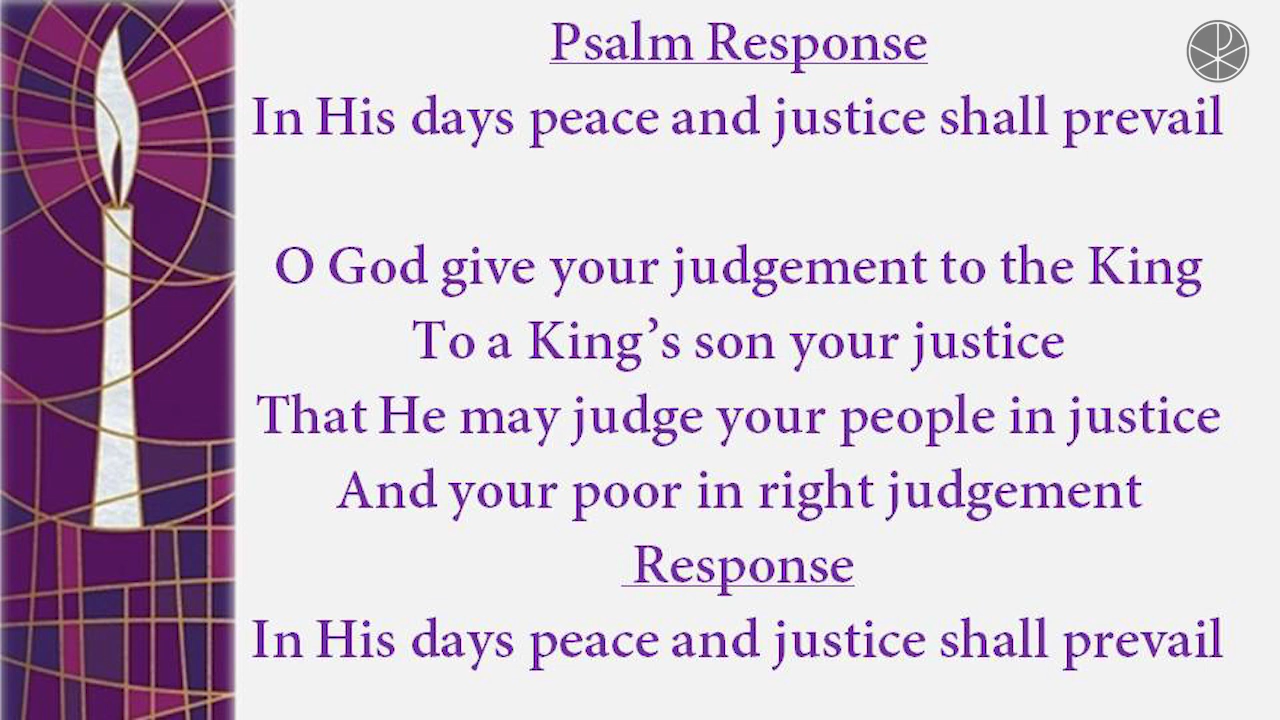 Psalm Response
In His days peace and justice shall prevail
O God give your judgement to the King
To a King’s son your justice
That He may judge your people in justice
And your poor in right judgement
Response
In His days peace and justice shall prevail